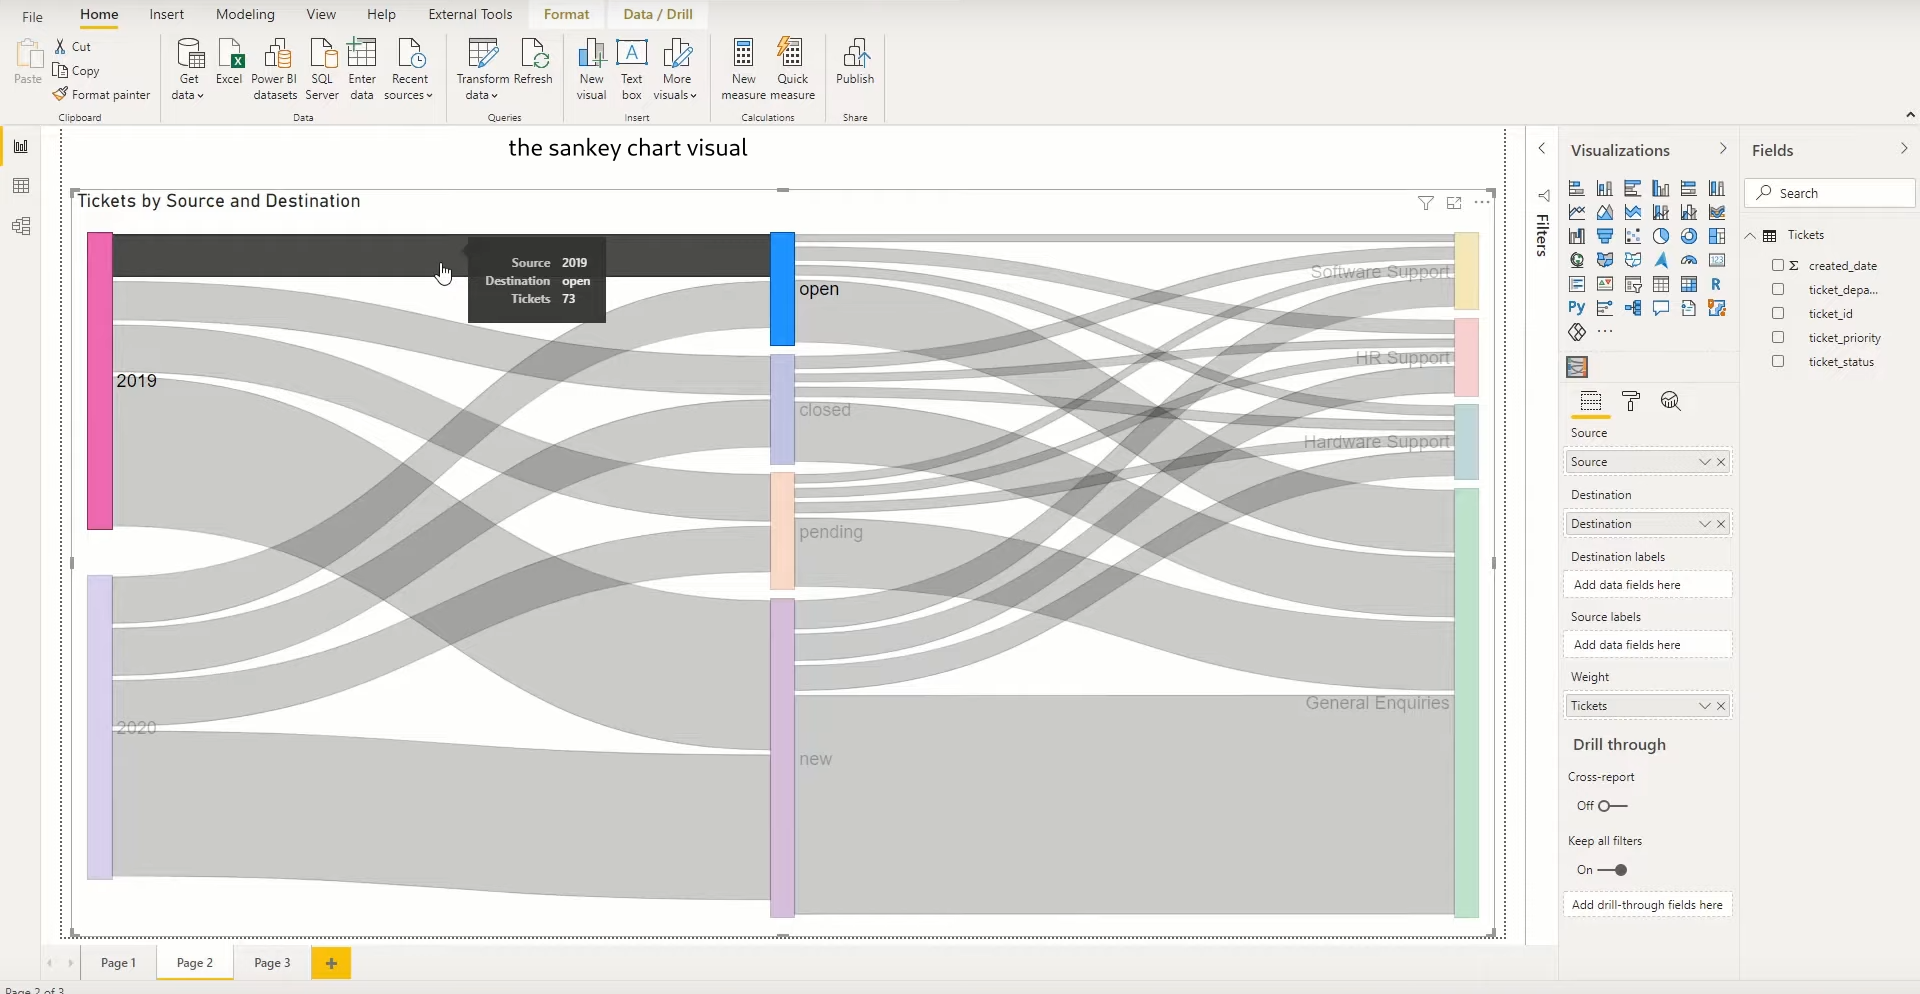 File Home Insert Modeling View Help External Tools Format Data / Drill
Paste
Cut
Copy
Format painter
Clipboard
Get data
Excel
Power BI datasets
SQL Server
Enter data
Recent sources
Data
Transform data
Refresh
Queries
New visual
Text box
More visuals
Insert
New measure
Quick measure
Calculations
Publish
Share
the sankey chart visual
Tickets by Source and Destination
Source 2019
Destination open
Tickets 73
2019
2020
open
closed
pending
new
Software Support
HR Support
Hardware Support
General Enquiries
Filters
Visualizations
123
R
Py
Source
Source
Destination
Destination
Destination labels
Add data fields here
Source labels
Add data fields here
Weight
Tickets
Drill through
Cross-report
Off
Keep all filters
On
Add drill-through fields here
Fields
Search
Tickets
Σ created_date
ticket_depa...
ticket_id
ticket_priority
ticket_status
Page 1 Page 2 Page 3 +
Page 2 of 3